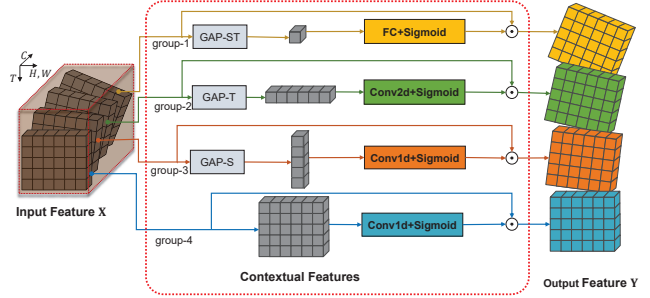 C
H, W
T
group-1
GAP-ST
FC+Sigmoid
group-2
GAP-T
Conv2d+Sigmoid
group-3
GAP-S
Conv1d+Sigmoid
group-4
Conv1d+Sigmoid
Input Feature X
Contextual Features
Output Feature Y